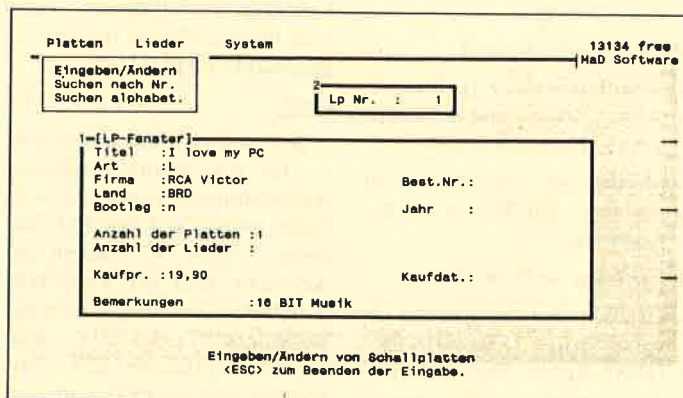 Platten Lieder System 13134 free
MaD Software
Eingeben/Ändern
Suchen nach Nr.
Suchen alphabet.
2
Lp Nr. : 1
1=[LP-Fenster]
Titel :I love my PC
Art :L
Firma :RCA Victor Best.Nr.:
Land :BRD
Bootleg :n Jahr :
Anzahl der Platten :1
Anzahl der Lieder :
Kaufpr. :19,90 Kaufdat.:
Bemerkungen :16 BIT Musik
Eingeben/Ändern von Schallplatten
<ESC> zum Beenden der Eingabe.